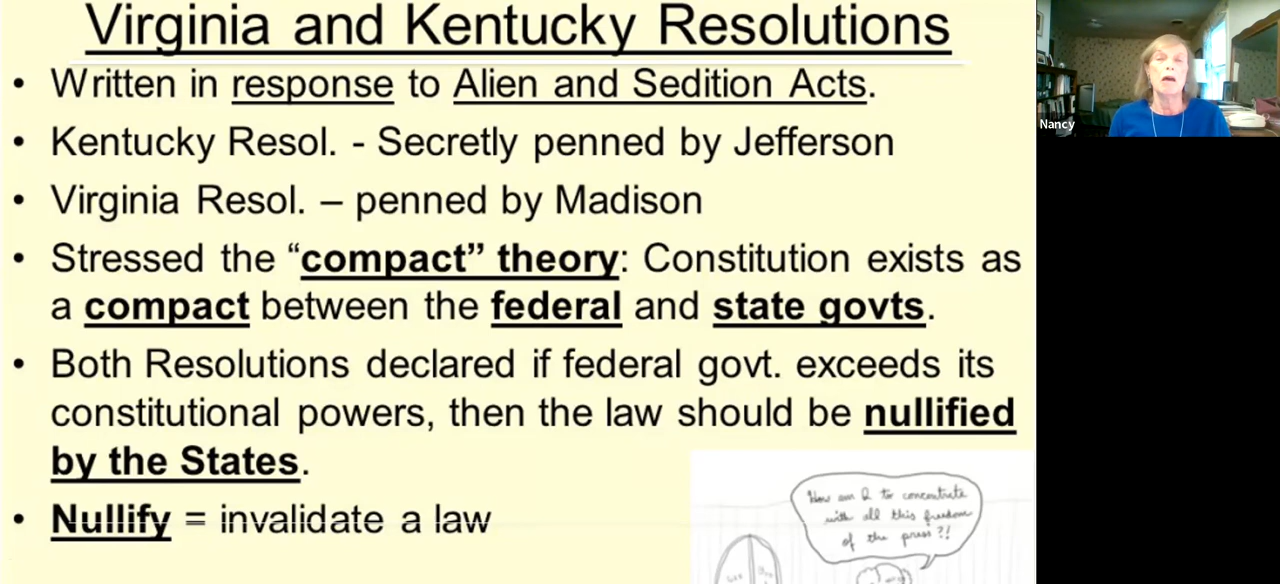 Virginia and Kentucky Resolutions
• Written in response to Alien and Sedition Acts.
• Kentucky Resol. - Secretly penned by Jefferson
• Virginia Resol. – penned by Madison
• Stressed the “compact” theory: Constitution exists as
a compact between the federal and state govts.
• Both Resolutions declared if federal govt. exceeds its
constitutional powers, then the law should be nullified
by the States.
• Nullify = invalidate a law
How am I to concentrate
with all this freedom
of the press?!
Nancy